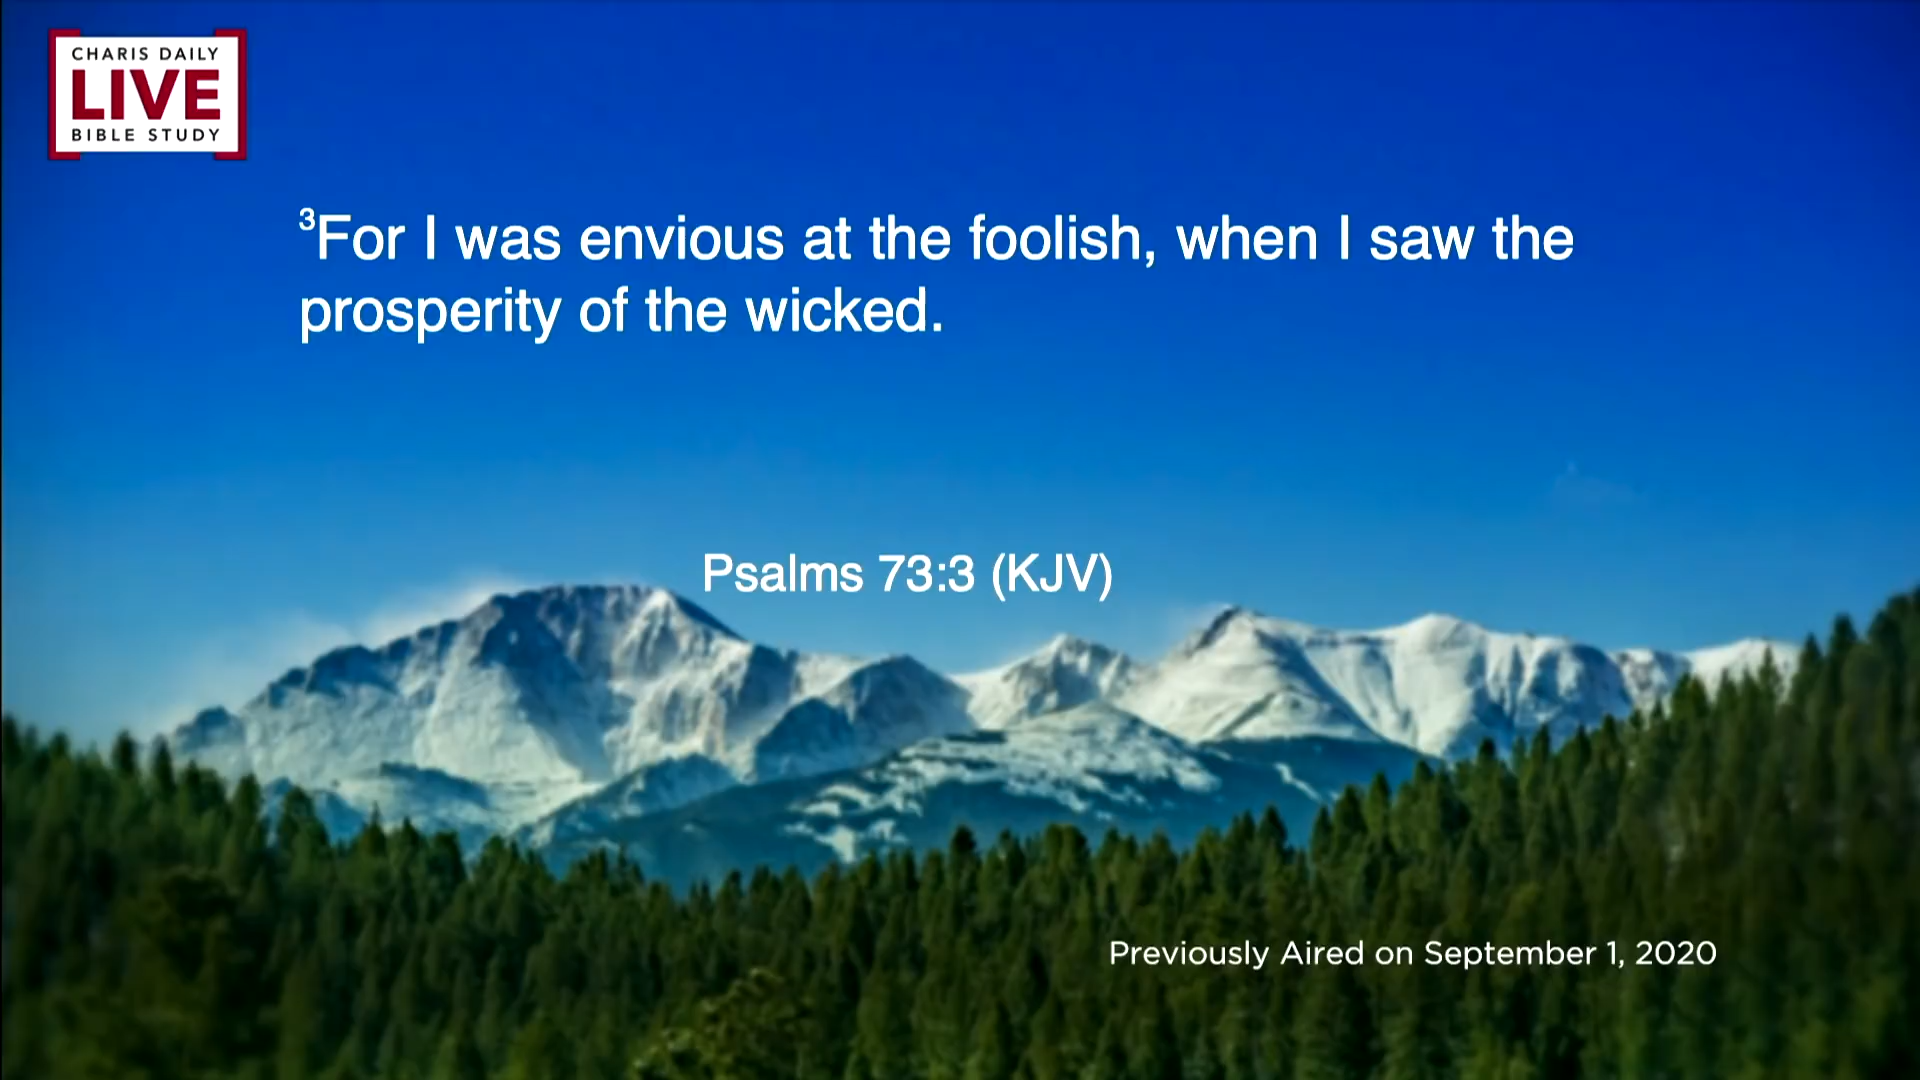 CHARIS DAILY
LIVE
BIBLE STUDY
³For I was envious at the foolish, when I saw the
prosperity of the wicked.
Psalms 73:3 (KJV)
Previously Aired on September 1, 2020